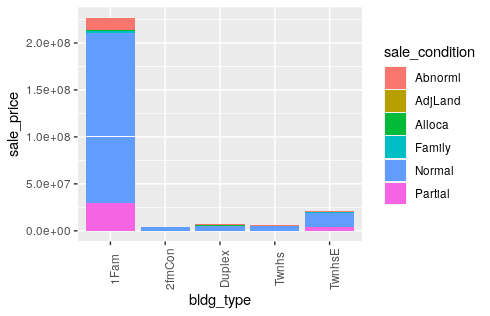 sale_price
2.0e+08
1.5e+08
1.0e+08
5.0e+07
0.0e+00
1Fam
2fmCon
Duplex
Twnhs
TwnhsE
bldg_type
sale_condition
Abnorml
AdjLand
Alloca
Family
Normal
Partial